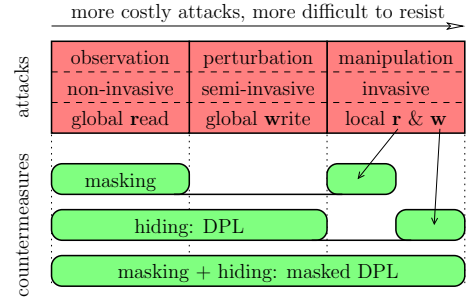 more costly attacks, more difficult to resist
attacks
observation perturbation manipulation
non-invasive semi-invasive invasive
global read global write local r & w
countermeasures
masking
hiding: DPL
masking + hiding: masked DPL